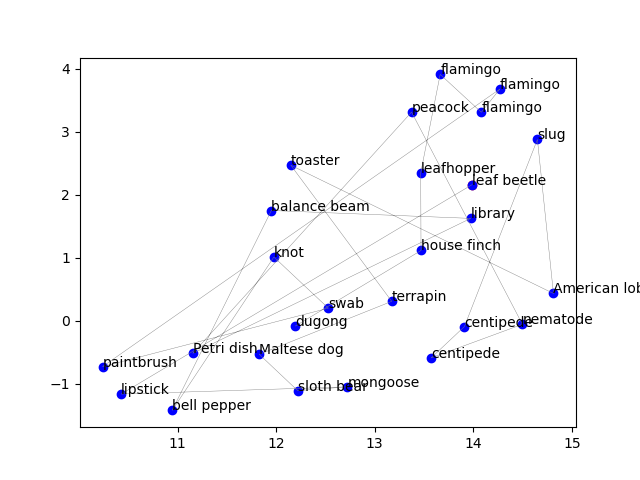 flamingo
4
flamingo
peacock
flamingo
3
slug
toaster
leafhopper
leaf beetle
2
balance beam
library
house finch
knot
1
American lob
swab
terrapin
dugong
centipede
nematode
0
Petri dish
Maltese dog
centipede
paintbrush
mongoose
sloth bear
lipstick
−1
bell pepper
11 12 13 14 15